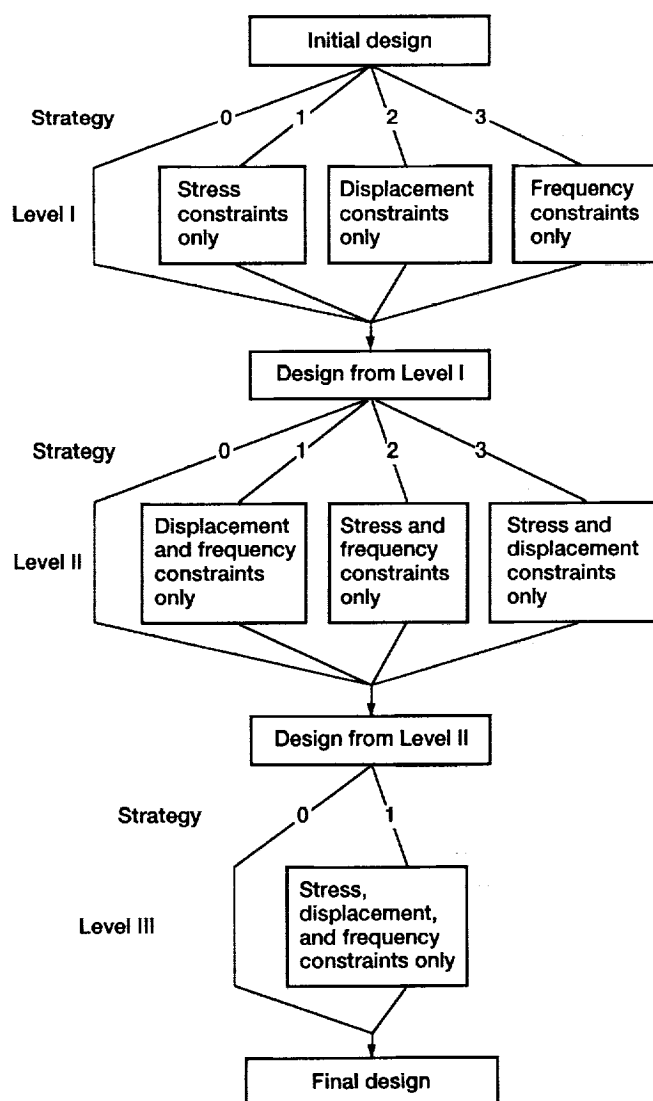 Initial design
Strategy
0
1
2
3
Level I
Stress
constraints
only
Displacement
constraints
only
Frequency
constraints
only
Design from Level I
Strategy
0
1
2
3
Level II
Displacement
and frequency
constraints
only
Stress and
frequency
constraints
only
Stress and
displacement
constraints
only
Design from Level II
Strategy
0
1
Level III
Stress,
displacement,
and frequency
constraints only
Final design